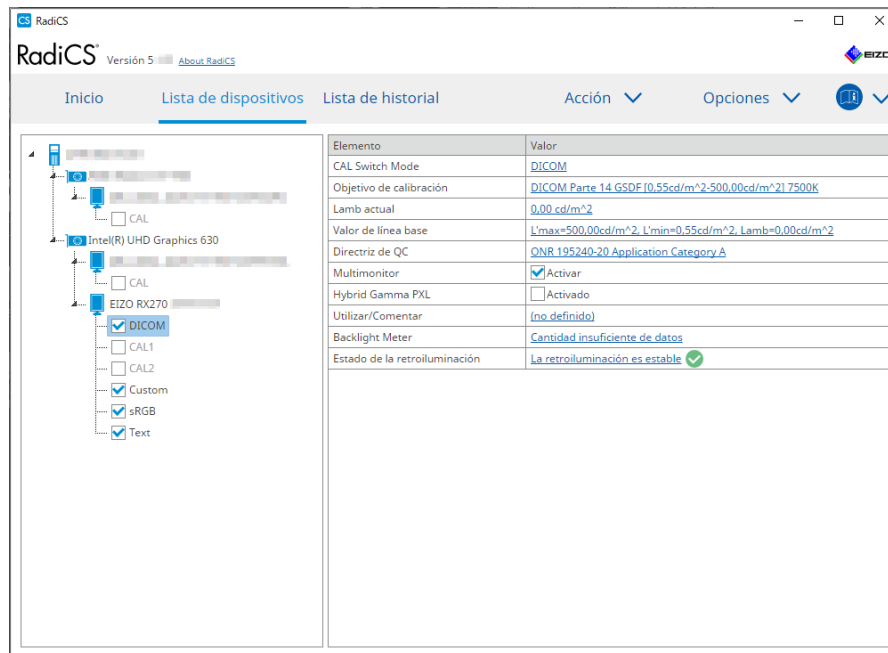 CS RadiCS
RadiCS Versión 5 About RadiCS
EIZO
Inicio Lista de dispositivos Lista de historial Acción Opciones
CAL
Intel(R) UHD Graphics 630
CAL
EIZO RX270
DICOM
CAL1
CAL2
Custom
sRGB
Text
Elemento Valor
CAL Switch Mode DICOM
Objetivo de calibración DICOM Parte 14 GSDF [0,55cd/m^2-500,00cd/m^2] 7500K
Lamb actual 0,00 cd/m^2
Valor de línea base L'max=500,00cd/m^2, L'min=0,55cd/m^2, Lamb=0,00cd/m^2
Directriz de QC ONR 195240-20 Application Category A
Multimonitor Activar
Hybrid Gamma PXL Activado
Utilizar/Comentar (no definido)
Backlight Meter Cantidad insuficiente de datos
Estado de la retroiluminación La retroiluminación es estable